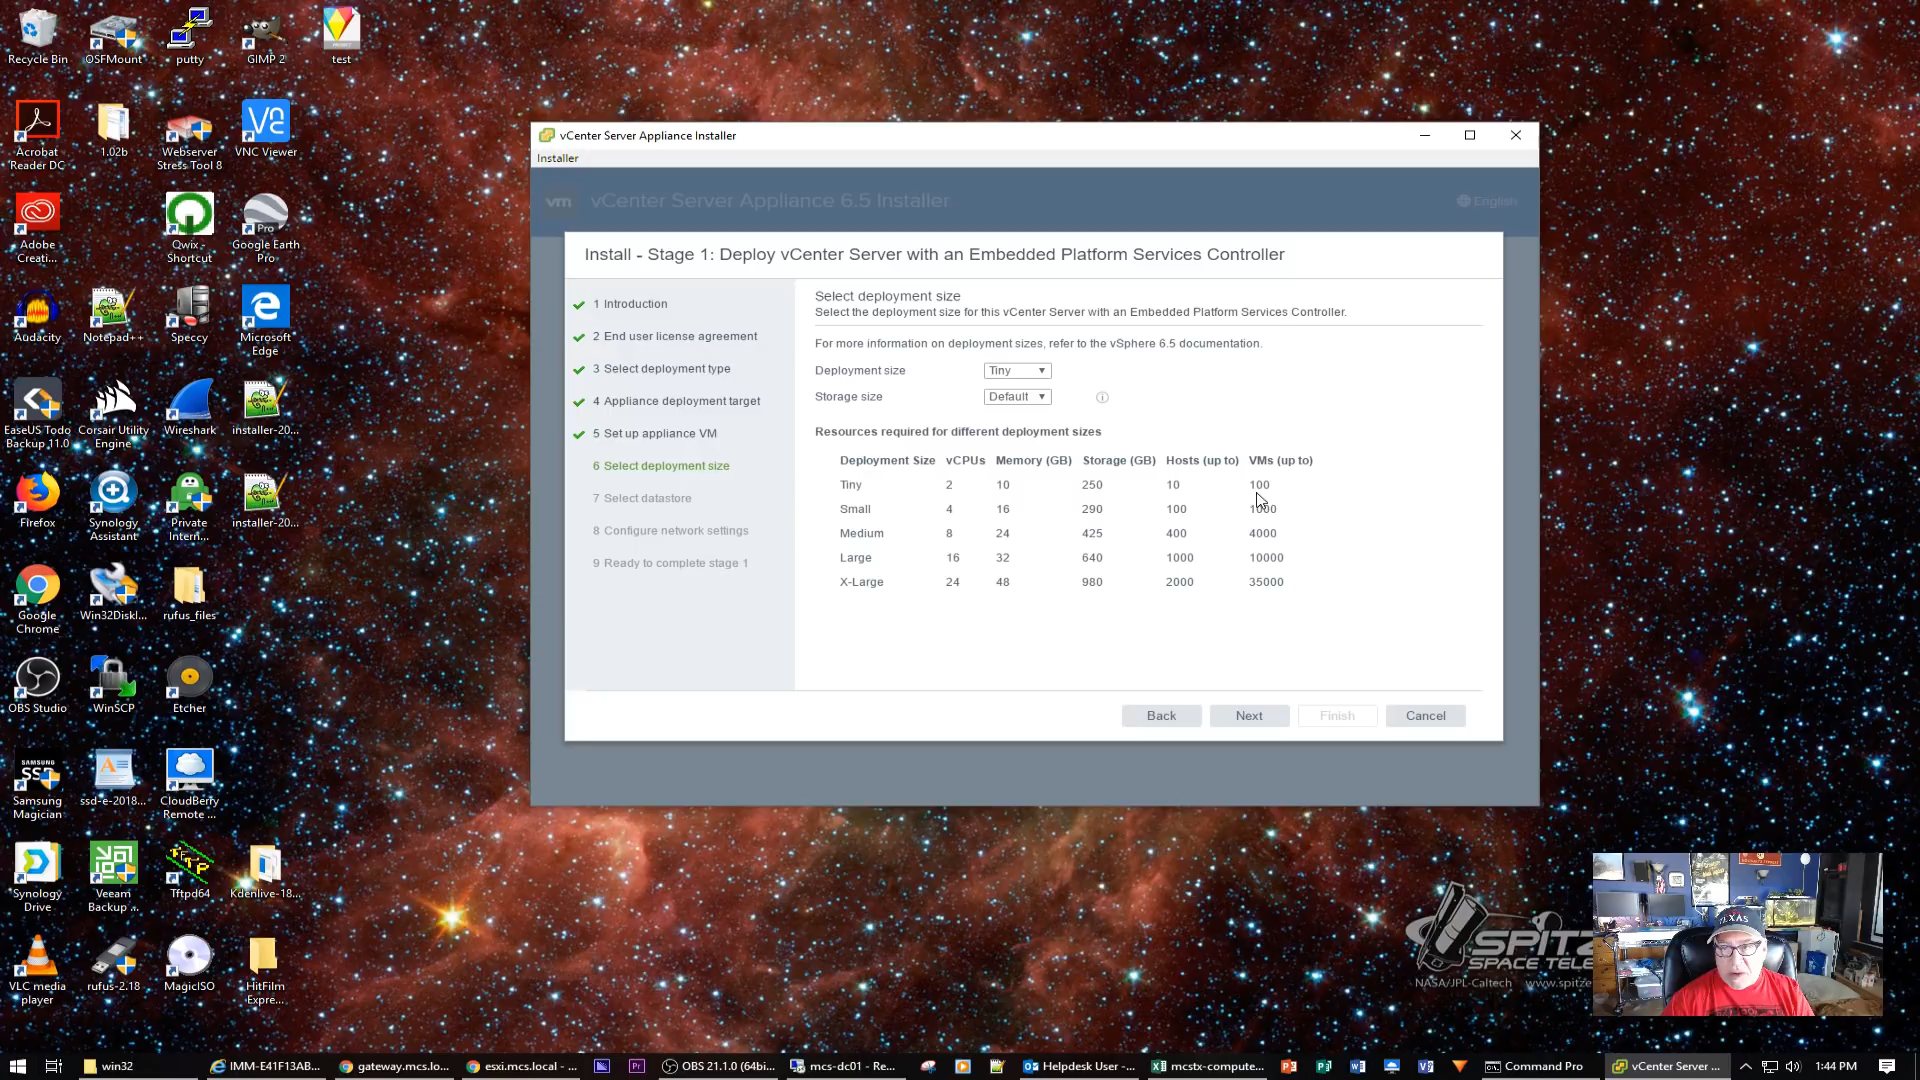 Recycle Bin
OSFMount
putty
GIMP 2
test
Acrobat
Reader DC
1.02b
Webserver
Stress Tool 8
VNC Viewer
Adobe
Creati...
Qwix -
Shortcut
Pro
Google Earth
Pro
Audacity
Notepad++
Speccy
Microsoft
Edge
EaseUS Todo
Backup 11.0
Corsair Utility
Engine
Wireshark
installer-20...
Firefox
Synology
Assistant
Private
Intern...
installer-20...
Google
Chrome
Win32DiskI...
rufus_files
OBS Studio
WinSCP
Etcher
SAMSUNG
SSD
Samsung
Magician
ssd-e-2018...
CloudBerry
Remote ...
Synology
Drive
Veeam
Backup ...
Tftpd64
Kdenlive-18...
VLC media
player
rufus-2.18
MagicISO
HitFilm
Expre...
vCenter Server Appliance Installer
Installer
vm vCenter Server Appliance 6.5 Installer
English
Install - Stage 1: Deploy vCenter Server with an Embedded Platform Services Controller
1 Introduction
2 End user license agreement
3 Select deployment type
4 Appliance deployment target
5 Set up appliance VM
6 Select deployment size
7 Select datastore
8 Configure network settings
9 Ready to complete stage 1
Select deployment size
Select the deployment size for this vCenter Server with an Embedded Platform Services Controller.
For more information on deployment sizes, refer to the vSphere 6.5 documentation.
Deployment size Tiny
Storage size Default
Resources required for different deployment sizes
Deployment Size vCPUs Memory (GB) Storage (GB) Hosts (up to) VMs (up to)
Tiny 2 10 250 10 100
Small 4 16 290 100 1000
Medium 8 24 425 400 4000
Large 16 32 640 1000 10000
X-Large 24 48 980 2000 35000
Back
Next
Finish
Cancel
SPITZ
SPACE TELE
NASA/JPL-Caltech www.spitze
TEXAS
win32
IMM-E41F13AB...
gateway.mcs.lo...
esxi.mcs.local - ...
OBS 21.1.0 (64bi...
mcs-dc01 - Re...
Helpdesk User -...
mcstx-compute...
Command Pro
vCenter Server ...
1:44 PM